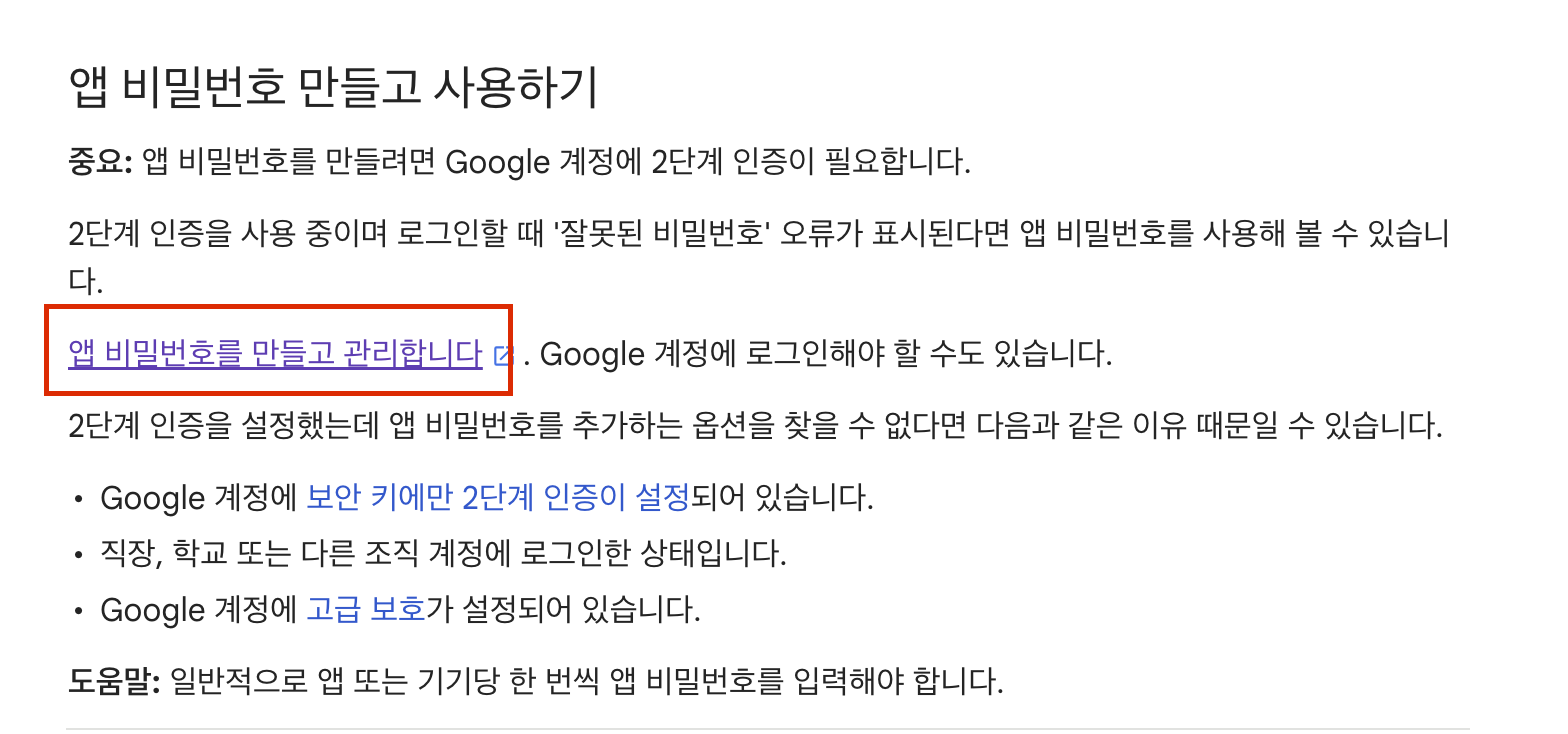 앱 비밀번호 만들고 사용하기
중요: 앱 비밀번호를 만들려면 Google 계정에 2단계 인증이 필요합니다.
2단계 인증을 사용 중이며 로그인할 때 '잘못된 비밀번호' 오류가 표시된다면 앱 비밀번호를 사용해 볼 수 있습니
다.
앱 비밀번호를 만들고 관리합니다 . Google 계정에 로그인해야 할 수도 있습니다.
2단계 인증을 설정했는데 앱 비밀번호를 추가하는 옵션을 찾을 수 없다면 다음과 같은 이유 때문일 수 있습니다.
• Google 계정에 보안 키에만 2단계 인증이 설정되어 있습니다.
• 직장, 학교 또는 다른 조직 계정에 로그인한 상태입니다.
• Google 계정에 고급 보호가 설정되어 있습니다.
도움말: 일반적으로 앱 또는 기기당 한 번씩 앱 비밀번호를 입력해야 합니다.